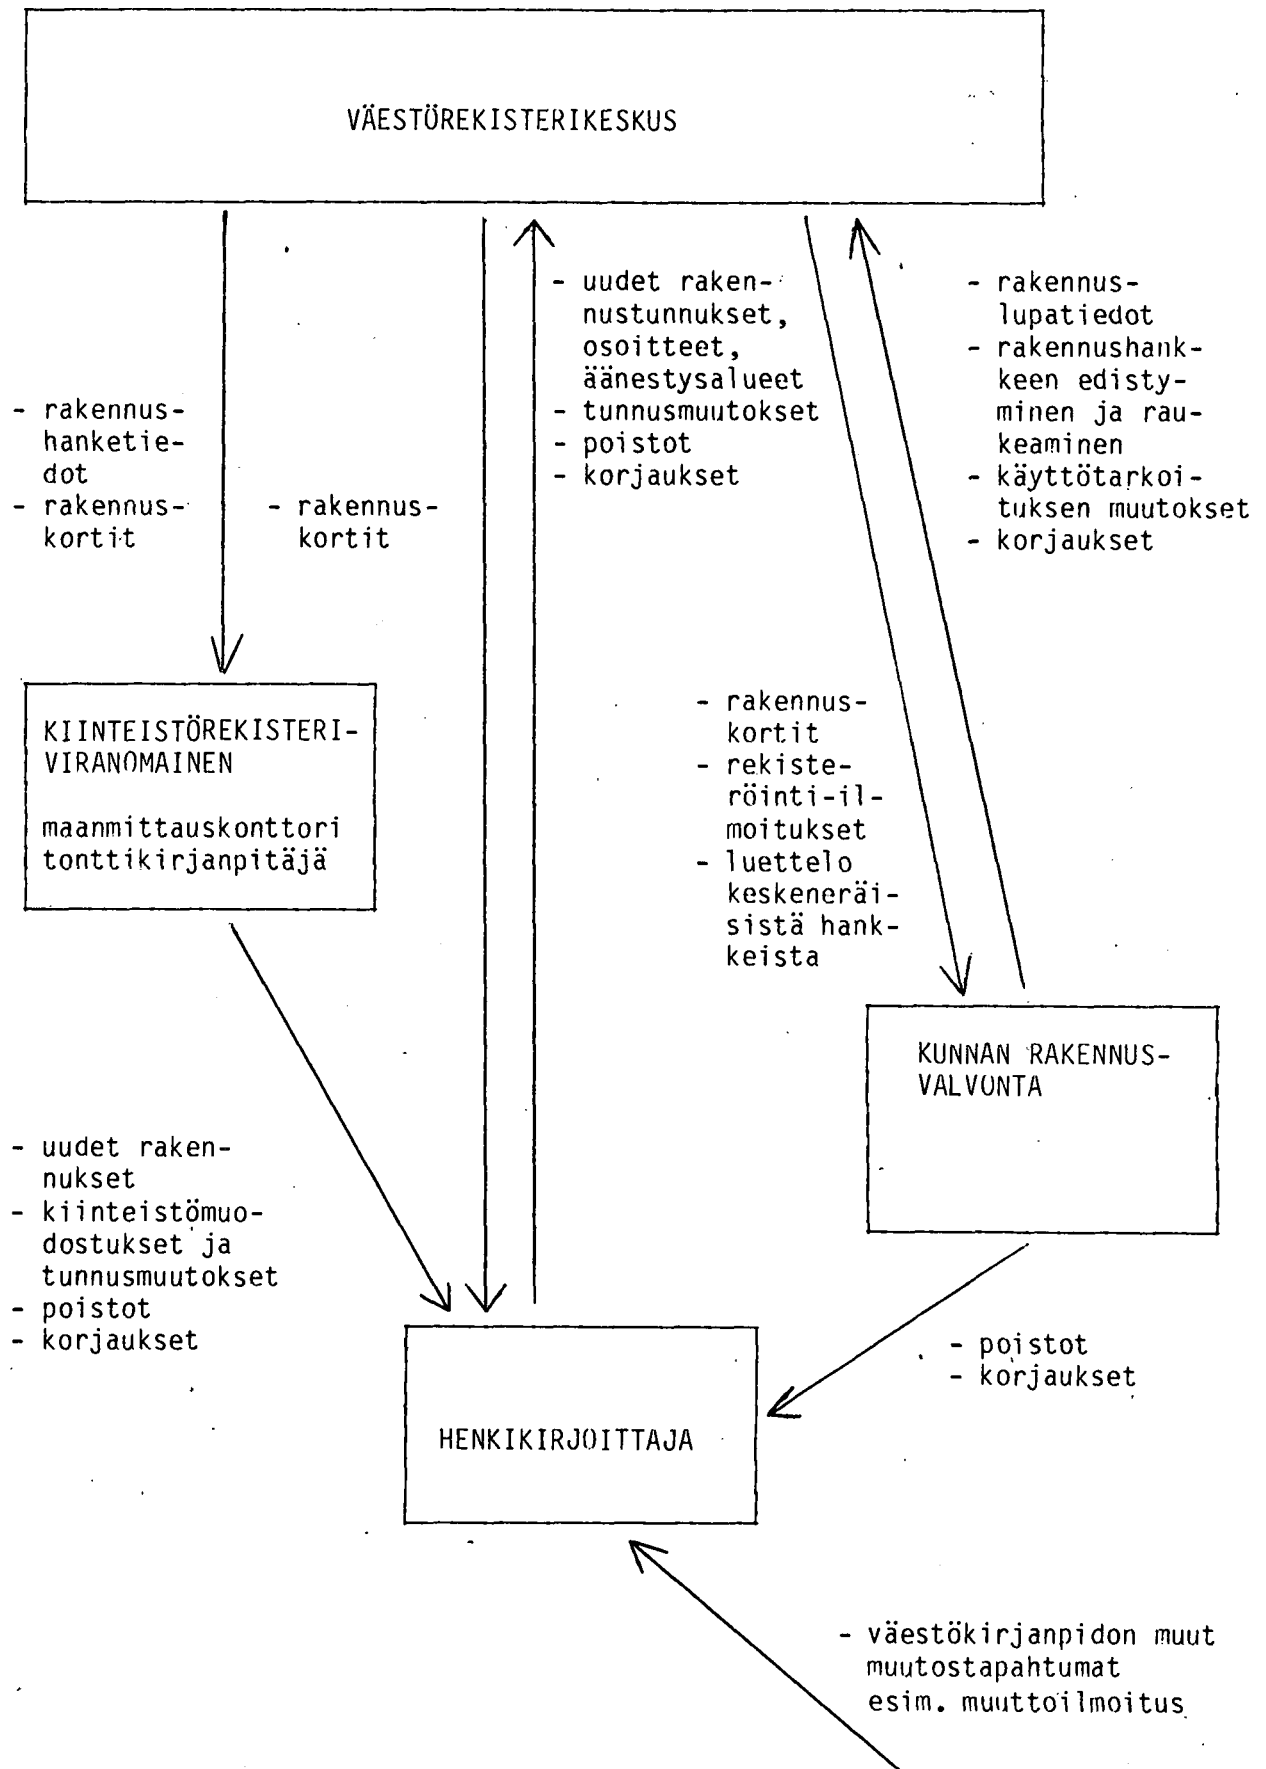 VÄESTÖREKISTERIKESKUS
- rakennus-
hanketie-
dot
- rakennus-
kortit
- rakennus-
kortit
- uudet raken-
nustunnukset,
osoitteet,
äänestysalueet
- tunnusmuutokset
- poistot
- korjaukset
- rakennus-
lupatiedot
- rakennushank-
keen edisty-
minen ja rau-
keaminen
- käyttötarkoi-
tuksen muutokset
- korjaukset
KIINTEISTÖREKISTERI-
VIRANOMAINEN
maanmittauskonttori
tonttikirjanpitäjä
- rakennus-
kortit
- rekiste-
röinti-il-
moitukset
- luettelo
keskeneräi-
sistä hank-
keista
KUNNAN RAKENNUS-
VALVONTA
- uudet raken-
nukset
- kiinteistömuo-
dostukset ja
tunnusmuutokset
- poistot
- korjaukset
- poistot
- korjaukset
HENKIKIRJOITTAJA
- väestökirjanpidon muut
muutostapahtumat
esim. muuttoilmoitus